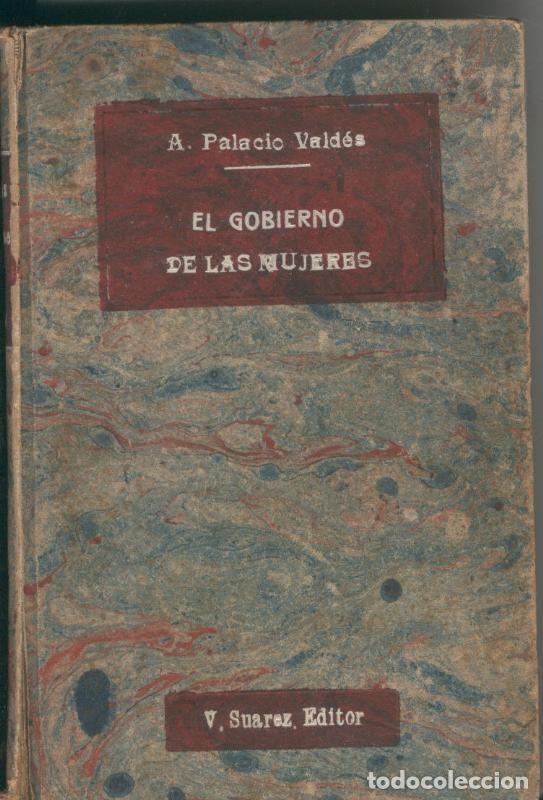 A. Palacio Valdés
EL GOBIERNO
DE LAS MUJERES
V. Suarez, Editor
todocoleccion